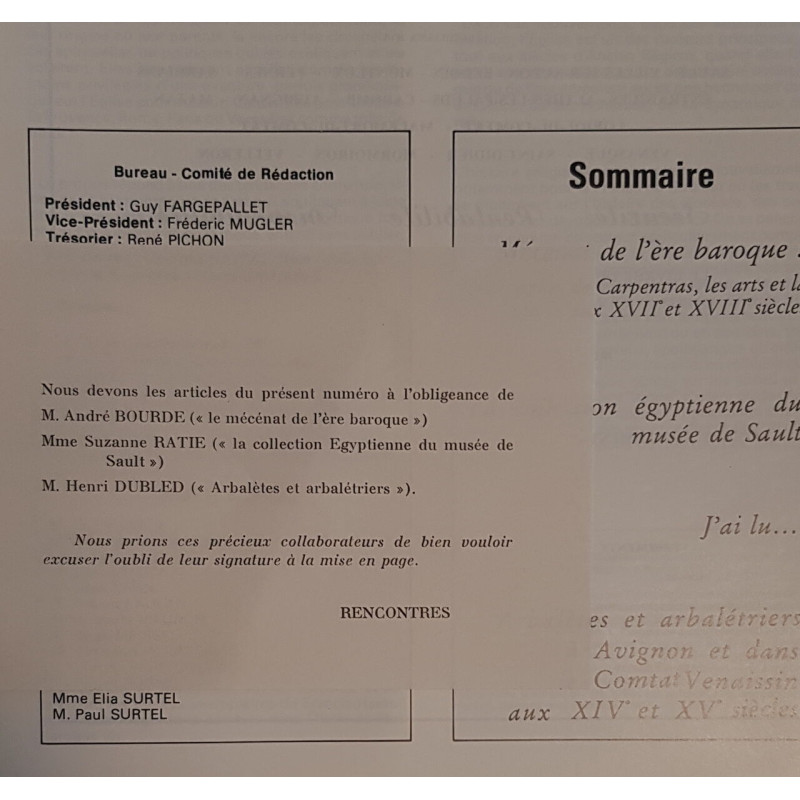 Bureau - Comité de Rédaction
Président : Guy FARGEPALLET
Vice-Président : Fréderic MUGLER
Trésorier : René PICHON
Nous devons les articles du présent numéro à l'obligeance de
M. André BOURDE (« le mécénat de l'ère baroque »)
Mme Suzanne RATIE (« la collection Egyptienne du musée de
Sault »)
M. Henri DUBLED (« Arbalètes et arbalétriers »).
Nous prions ces précieux collaborateurs de bien vouloir
excuser l'oubli de leur signature à la mise en page.
RENCONTRES
Mme Elia SURTEL
M. Paul SURTEL
Sommaire
de l'ère baroque :
Carpentras, les arts et la
x XVII° et XVIII° siècle
on égyptienne du
musée de Sault
J'ai lu...
es et arbalétriers
Avignon et dans
Comtat Venaissin
aux XIV° et XV° siècles